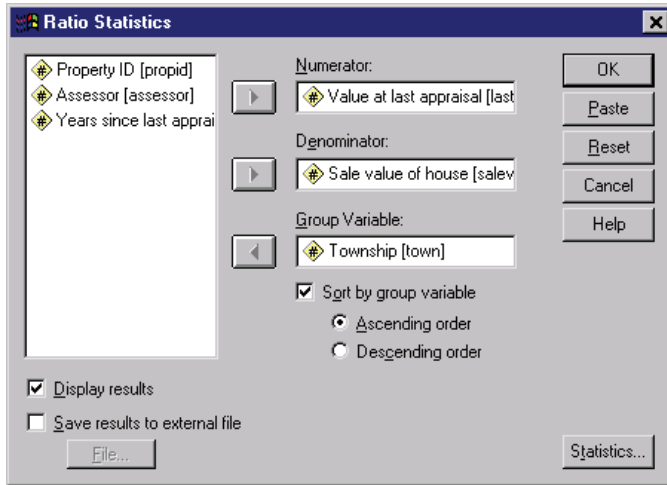 Ratio Statistics
Property ID [propid]
Assessor [assessor]
Years since last apprai
Numerator:
Value at last appraisal [last
Denominator:
Sale value of house [salev
Group Variable:
Township [town]
Sort by group variable
Ascending order
Descending order
Display results
Save results to external file
File...
OK
Paste
Reset
Cancel
Help
Statistics...